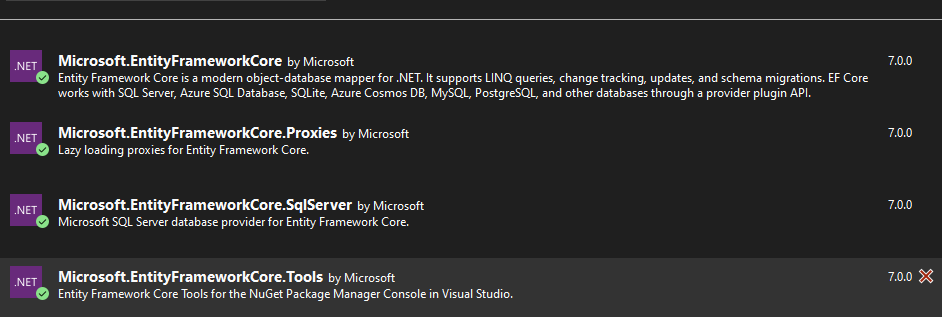 .NET
Microsoft.EntityFrameworkCore by Microsoft 7.0.0
Entity Framework Core is a modern object-database mapper for .NET. It supports LINQ queries, change tracking, updates, and schema migrations. EF Core
works with SQL Server, Azure SQL Database, SQLite, Azure Cosmos DB, MySQL, PostgreSQL, and other databases through a provider plugin API.
.NET
Microsoft.EntityFrameworkCore.Proxies by Microsoft 7.0.0
Lazy loading proxies for Entity Framework Core.
.NET
Microsoft.EntityFrameworkCore.SqlServer by Microsoft 7.0.0
Microsoft SQL Server database provider for Entity Framework Core.
.NET
Microsoft.EntityFrameworkCore.Tools by Microsoft 7.0.0
Entity Framework Core Tools for the NuGet Package Manager Console in Visual Studio.